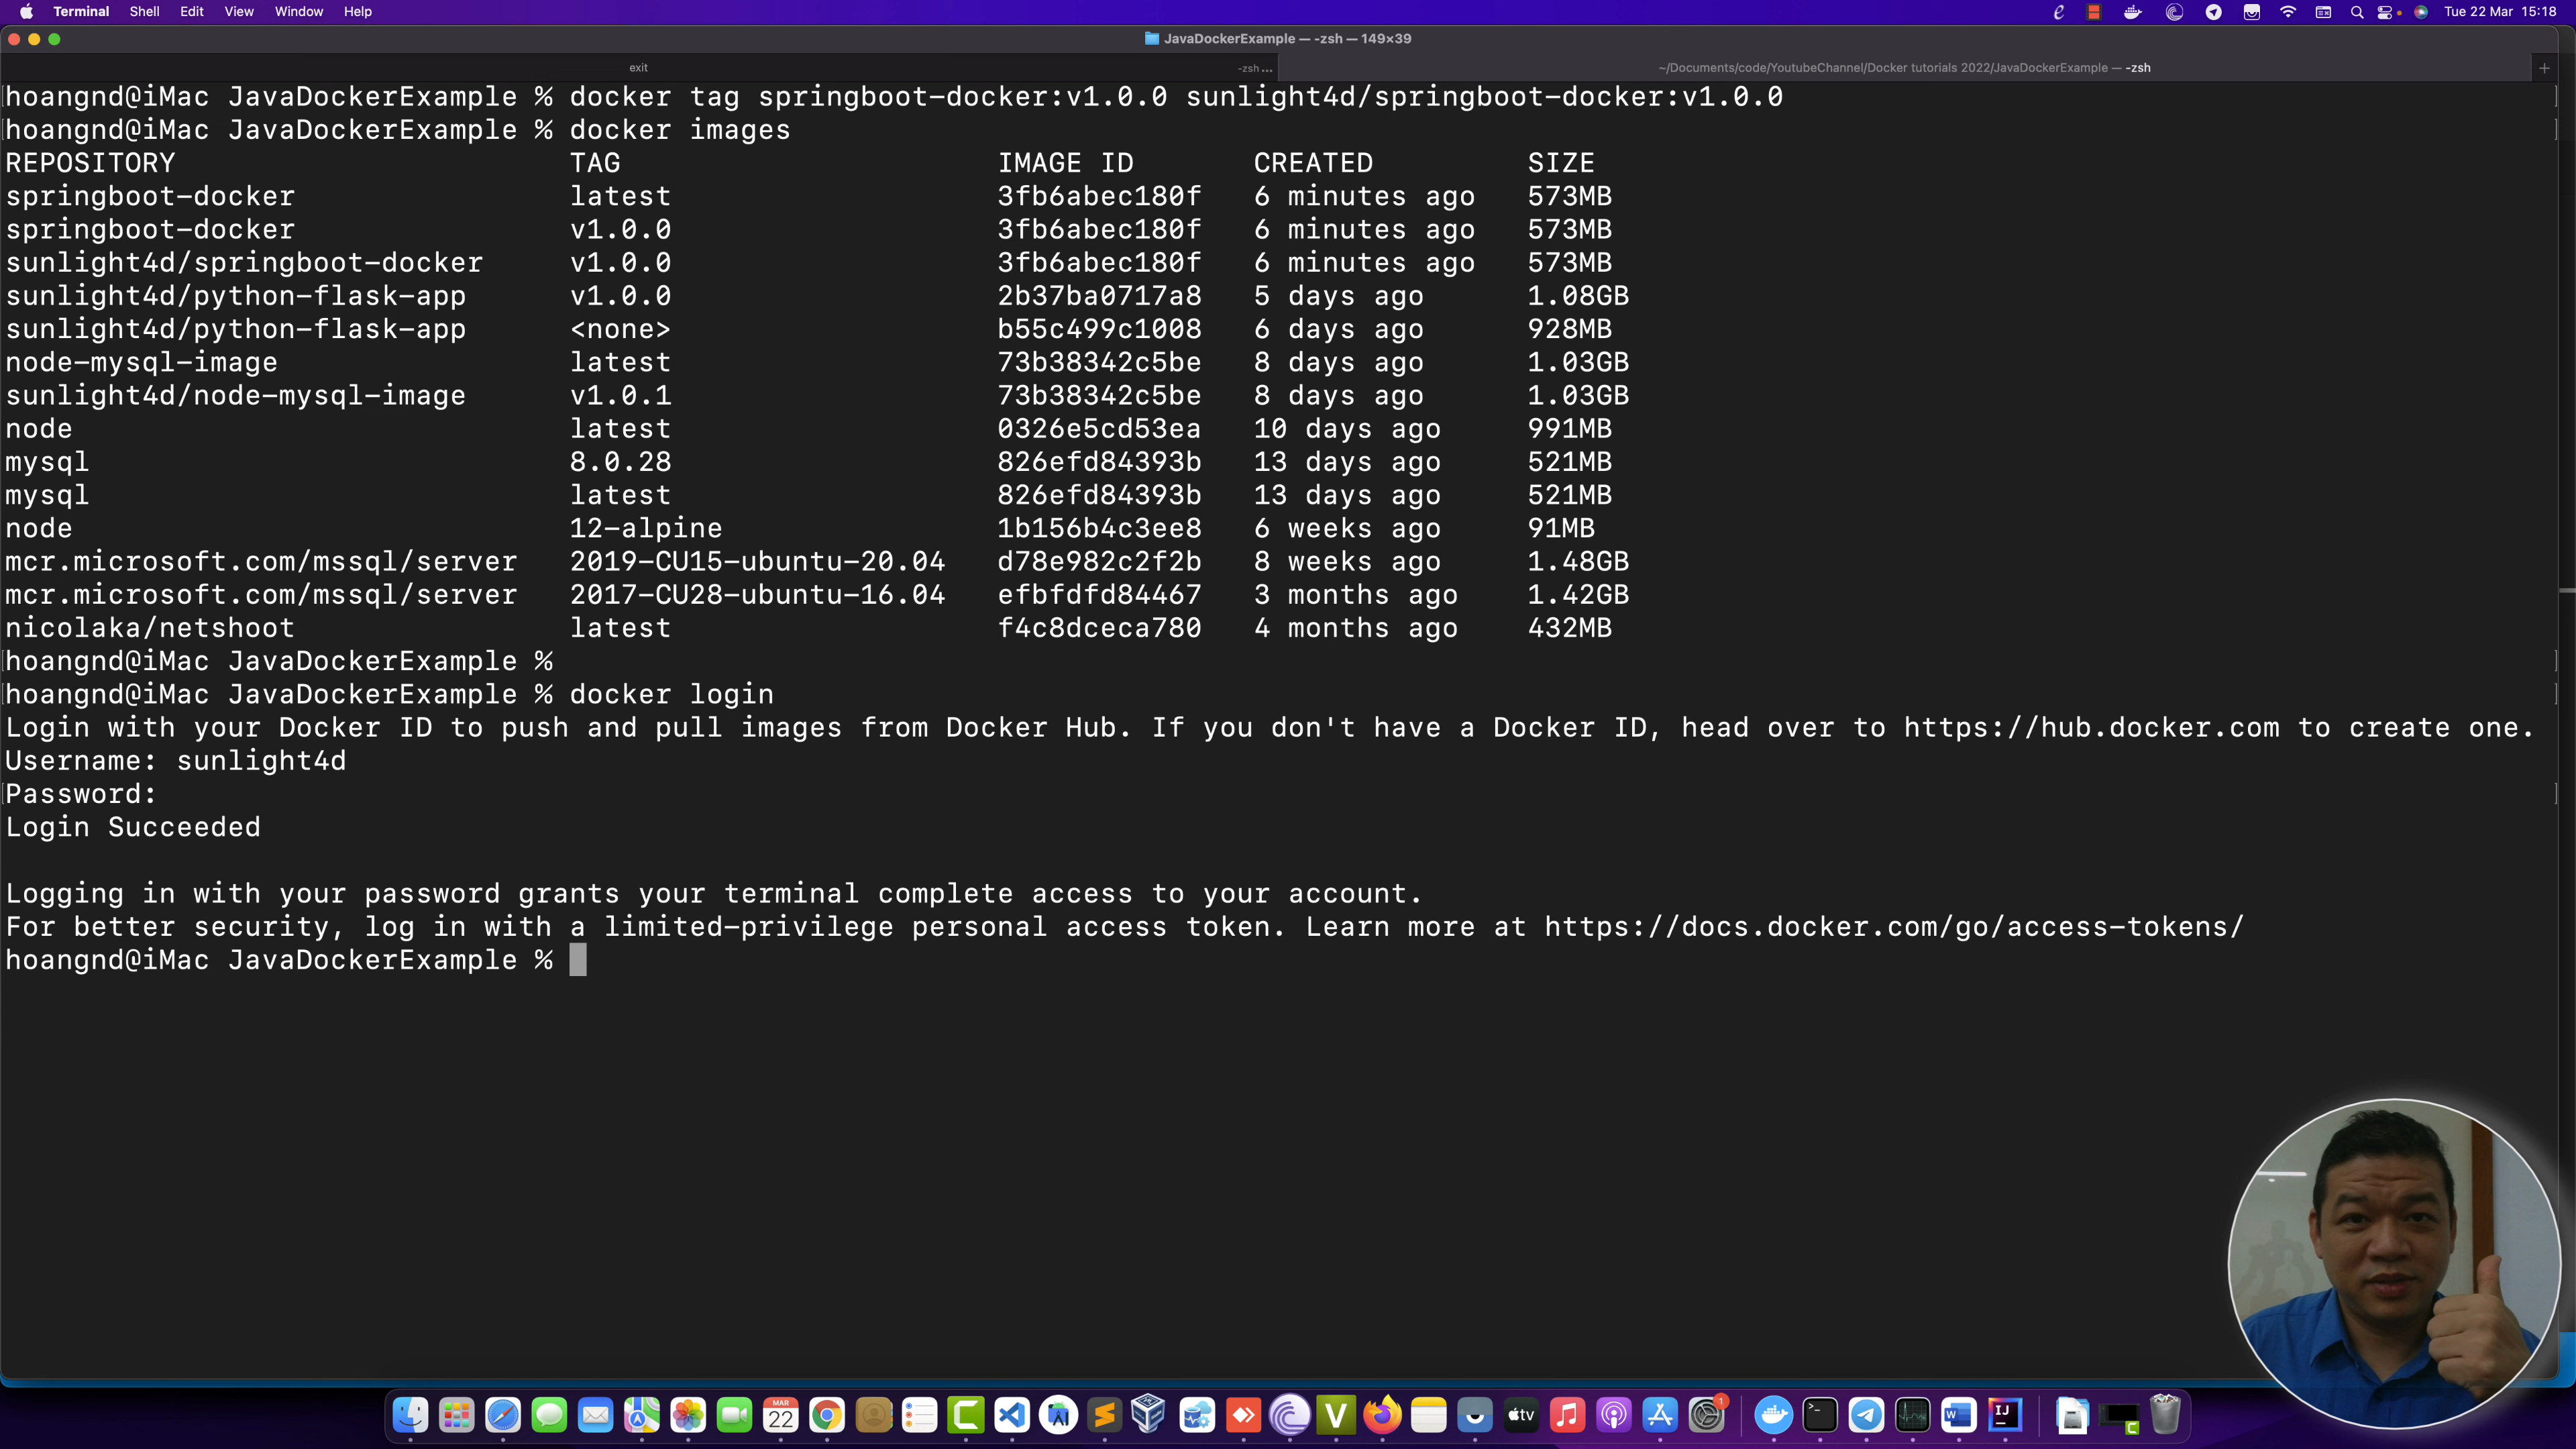 Terminal Shell Edit View Window Help Tue 22 Mar 15:18
JavaDockerExample — -zsh — 149×39
exit -zsh ... ~/Documents/code/YoutubeChannel/Docker tutorials 2022/JavaDockerExample — -zsh
hoangnd@iMac JavaDockerExample % docker tag springboot-docker:v1.0.0 sunlight4d/springboot-docker:v1.0.0
hoangnd@iMac JavaDockerExample % docker images
REPOSITORY TAG IMAGE ID CREATED SIZE
springboot-docker latest 3fb6abec180f 6 minutes ago 573MB
springboot-docker v1.0.0 3fb6abec180f 6 minutes ago 573MB
sunlight4d/springboot-docker v1.0.0 3fb6abec180f 6 minutes ago 573MB
sunlight4d/python-flask-app v1.0.0 2b37ba0717a8 5 days ago 1.08GB
sunlight4d/python-flask-app <none> b55c499c1008 6 days ago 928MB
node-mysql-image latest 73b38342c5be 8 days ago 1.03GB
sunlight4d/node-mysql-image v1.0.1 73b38342c5be 8 days ago 1.03GB
node latest 0326e5cd53ea 10 days ago 991MB
mysql 8.0.28 826efd84393b 13 days ago 521MB
mysql latest 826efd84393b 13 days ago 521MB
node 12-alpine 1b156b4c3ee8 6 weeks ago 91MB
mcr.microsoft.com/mssql/server 2019-CU15-ubuntu-20.04 d78e982c2f2b 8 weeks ago 1.48GB
mcr.microsoft.com/mssql/server 2017-CU28-ubuntu-16.04 efbfdfd84467 3 months ago 1.42GB
nicolaka/netshoot latest f4c8dceca780 4 months ago 432MB
hoangnd@iMac JavaDockerExample %
hoangnd@iMac JavaDockerExample % docker login
Login with your Docker ID to push and pull images from Docker Hub. If you don't have a Docker ID, head over to https://hub.docker.com to create one.
Username: sunlight4d
Password:
Login Succeeded
Logging in with your password grants your terminal complete access to your account.
For better security, log in with a limited-privilege personal access token. Learn more at https://docs.docker.com/go/access-tokens/
hoangnd@iMac JavaDockerExample %
MAR
22
tv
1